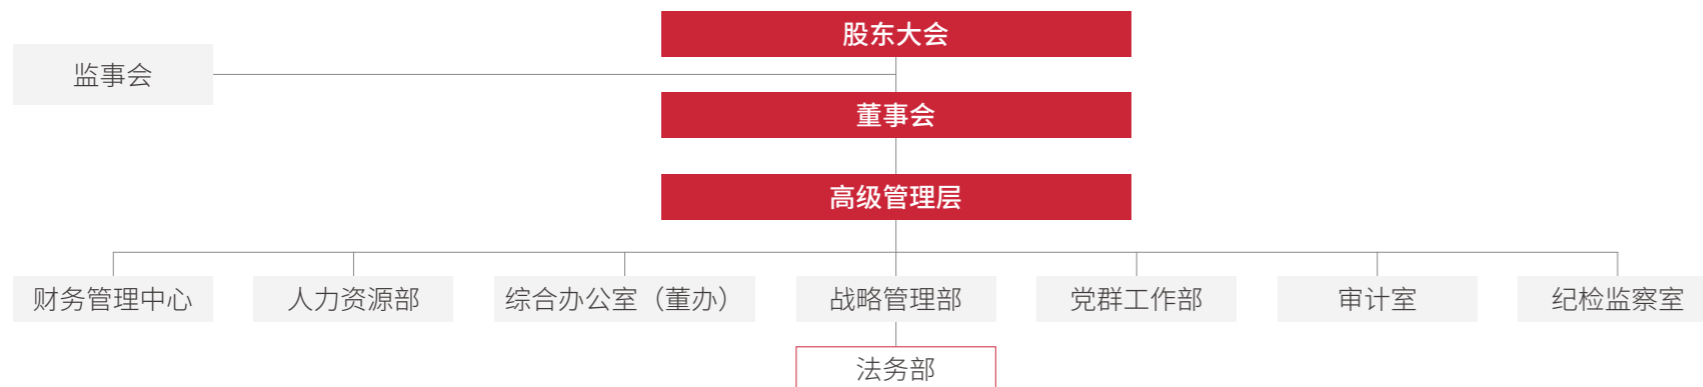 股东大会
监事会
董事会
高级管理层
财务管理中心
人力资源部
综合办公室（董办）
战略管理部
党群工作部
审计室
纪检监察室
法务部